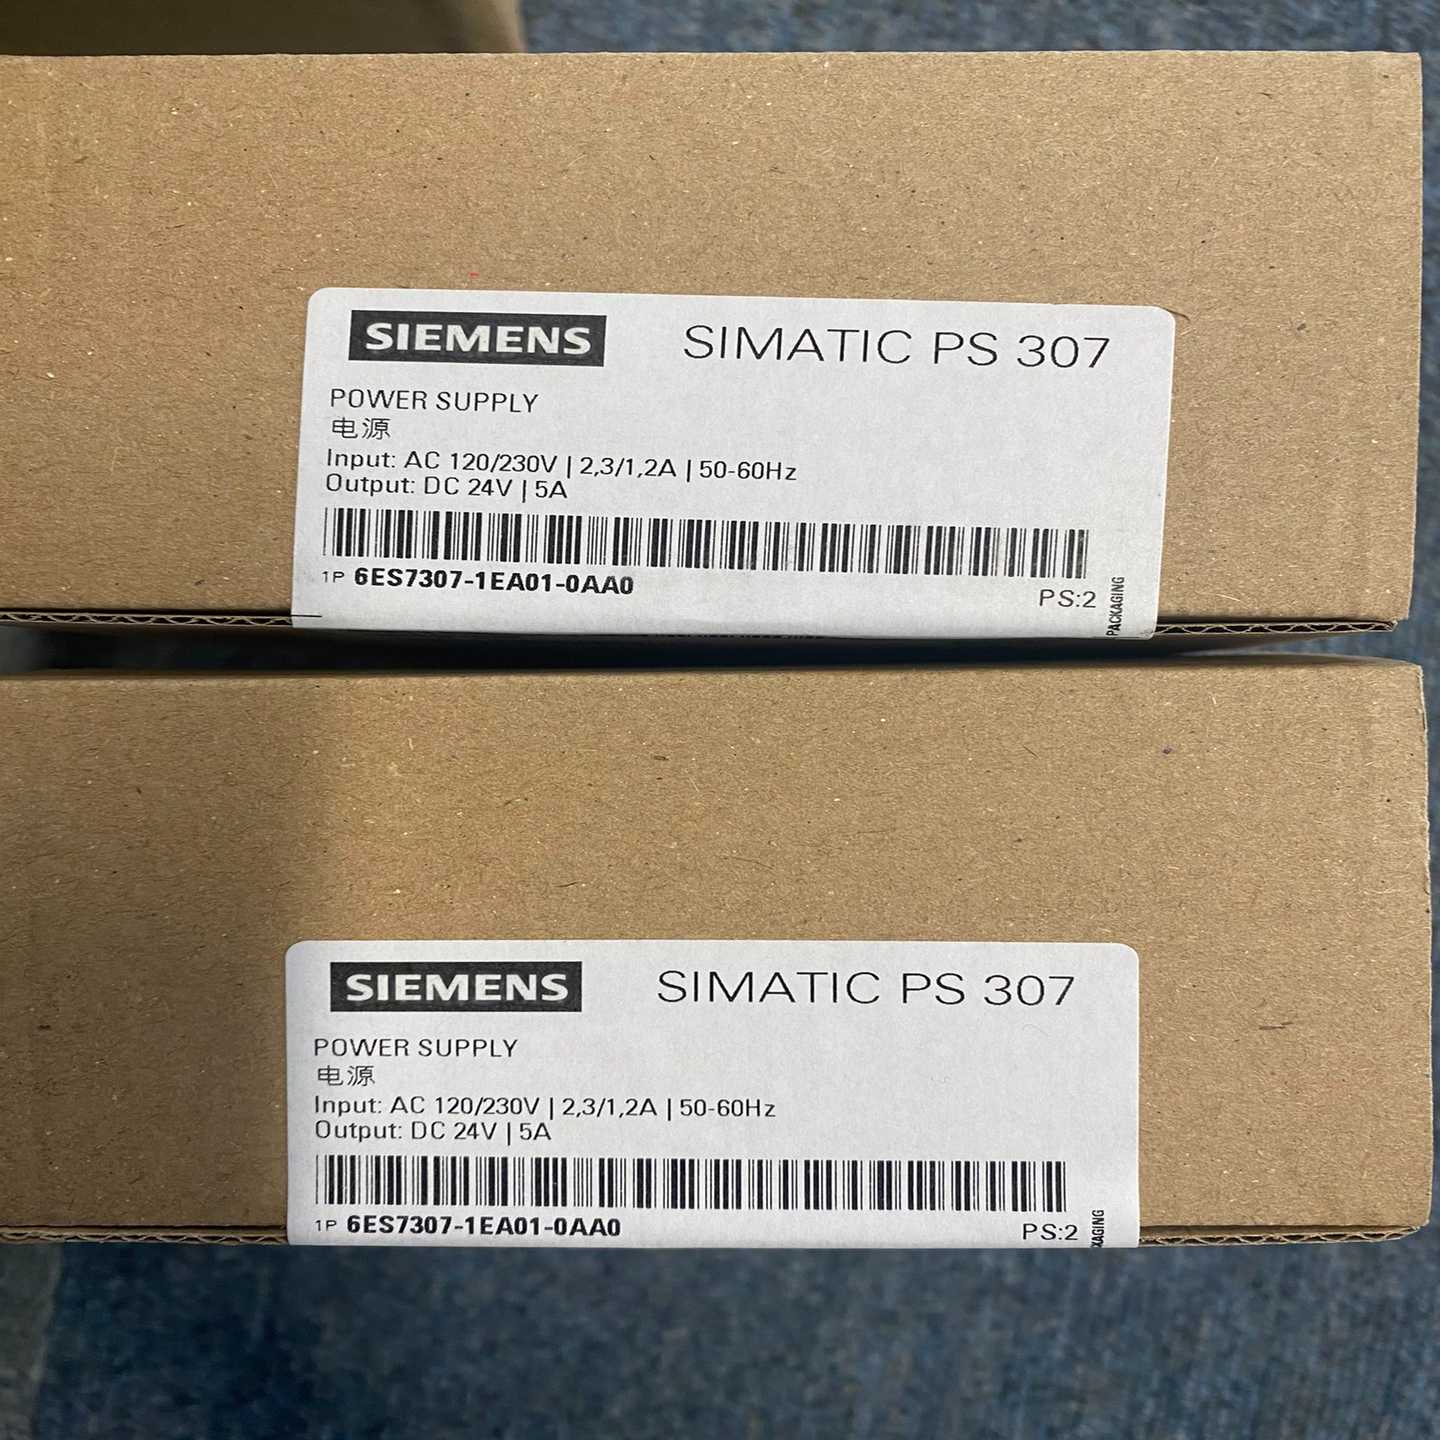 SIEMENS SIMATIC PS 307
POWER SUPPLY
电源
Input: AC 120/230V | 2,3/1,2A | 50-60Hz
Output: DC 24V | 5A
1P 6ES7307-1EA01-0AA0
PS:2
PACKAGING
SIEMENS SIMATIC PS 307
POWER SUPPLY
电源
Input: AC 120/230V | 2,3/1,2A | 50-60Hz
Output: DC 24V | 5A
1P 6ES7307-1EA01-0AA0
PS:2